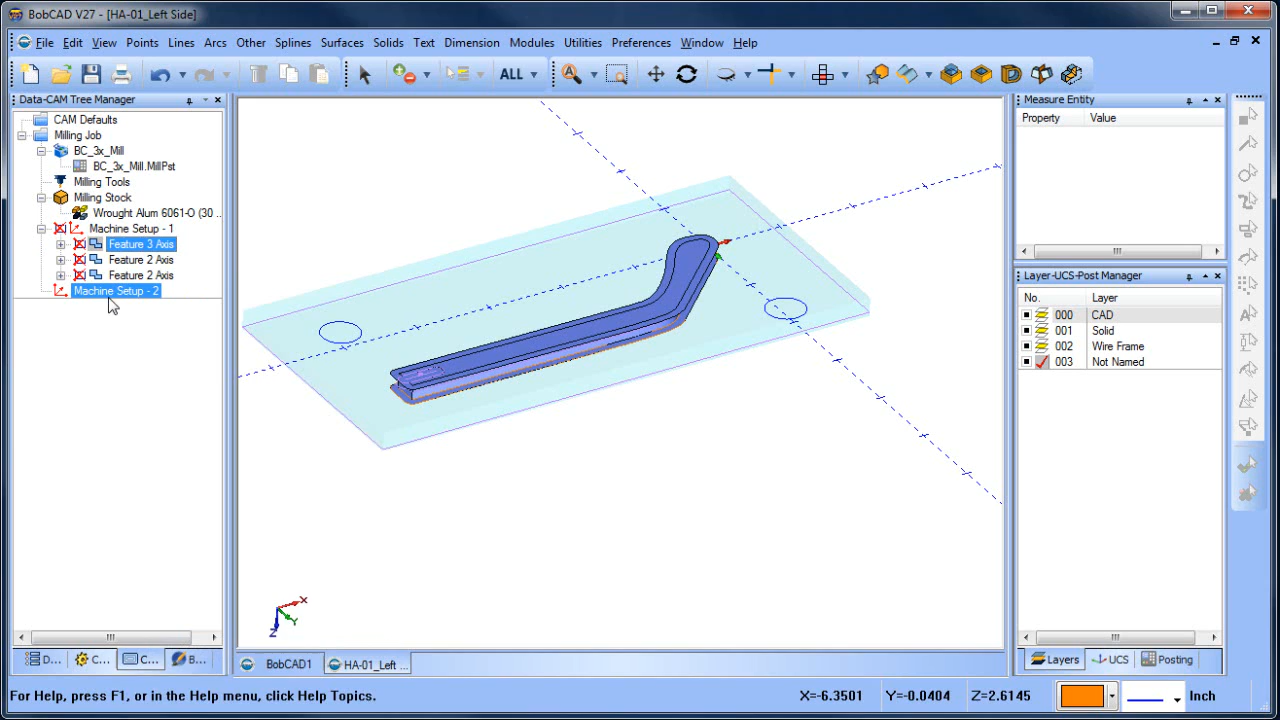 BobCAD V27 - [HA-01_Left Side]
File Edit View Points Lines Arcs Other Splines Surfaces Solids Text Dimension Modules Utilities Preferences Window Help
ALL
Data-CAM Tree Manager
CAM Defaults
Milling Job
BC_3x_Mill
BC_3x_Mill.MillPst
Milling Tools
Milling Stock
Wrought Alum 6061-O (30 ..
Machine Setup - 1
Feature 3 Axis
Feature 2 Axis
Feature 2 Axis
Machine Setup - 2
D... C... C... B...
X
Y
Z
BobCAD1 HA-01_Left ...
Measure Entity
Property Value
Layer-UCS-Post Manager
No. Layer
000 CAD
001 Solid
002 Wire Frame
003 Not Named
Layers UCS Posting
For Help, press F1, or in the Help menu, click Help Topics. X=-6.3501 Y=-0.0404 Z=2.6145 Inch